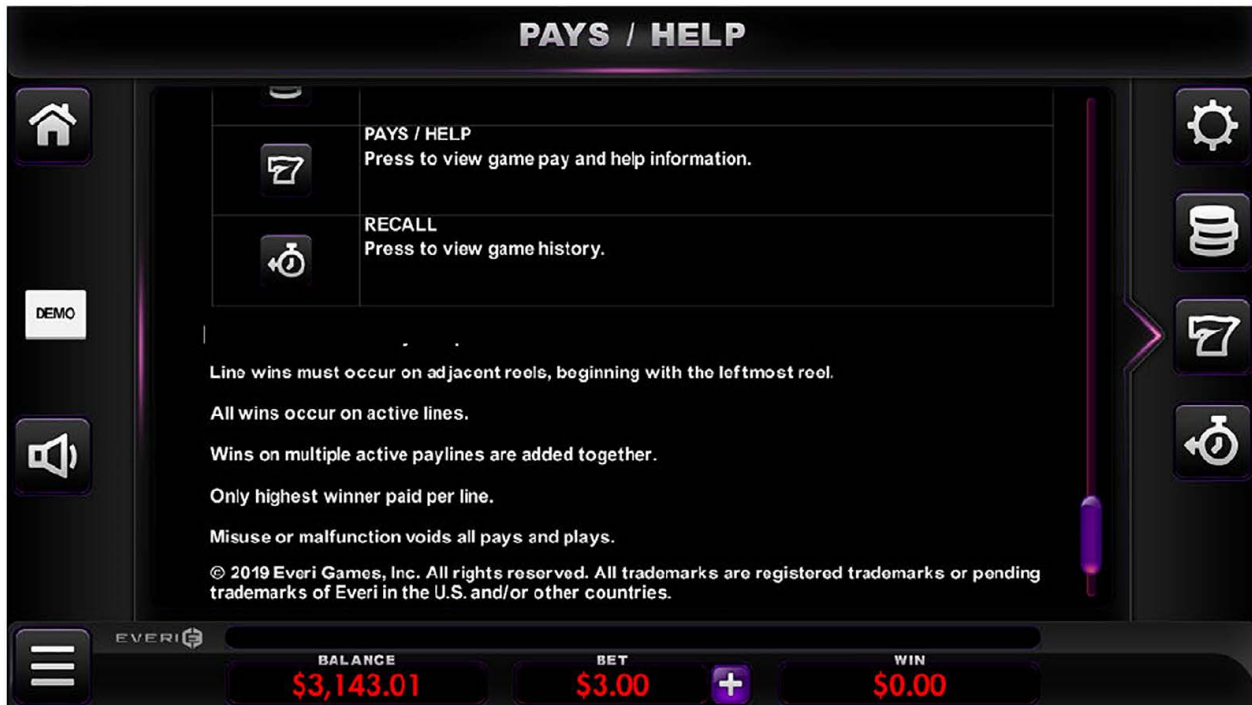 PAYS / HELP
PAYS / HELP
Press to view game pay and help information.
RECALL
Press to view game history.
DEMO
Line wins must occur on adjacent reels, beginning with the leftmost reel.
All wins occur on active lines.
Wins on multiple active paylines are added together.
Only highest winner paid per line.
Misuse or malfunction voids all pays and plays.
© 2019 Everi Games, Inc. All rights reserved. All trademarks are registered trademarks or pending
trademarks of Everi in the U.S. and/or other countries.
EVERI
BALANCE
$3,143.01
BET
$3.00
WIN
$0.00